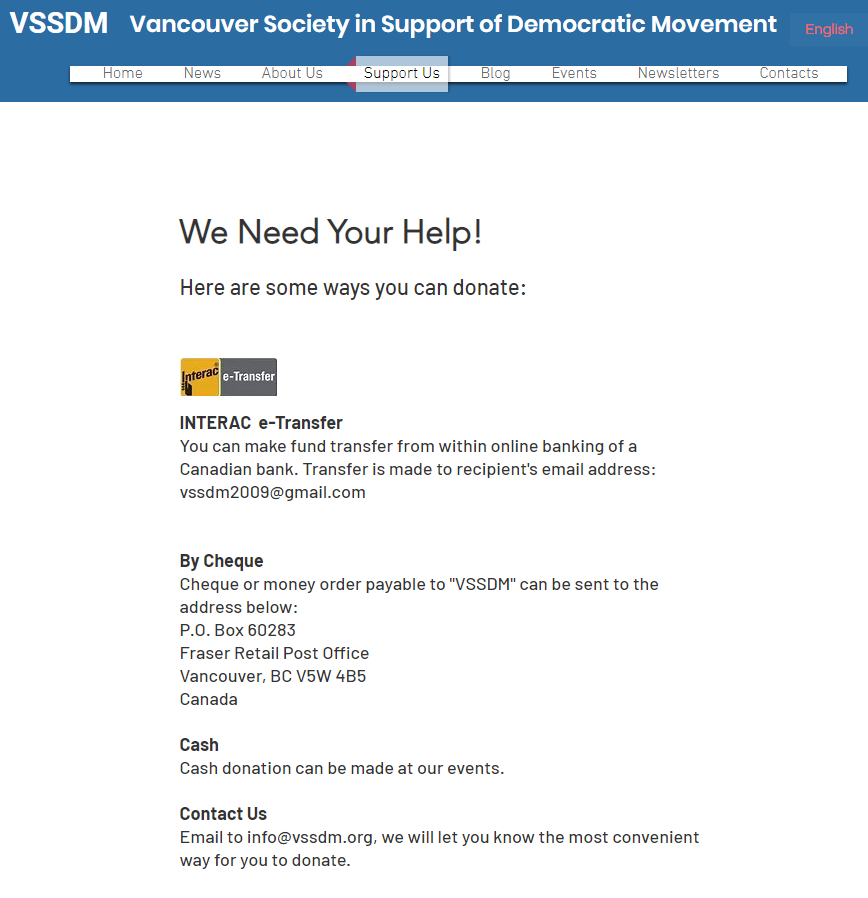 VSSDM Vancouver Society in Support of Democratic Movement English
Home News About Us Support Us Blog Events Newsletters Contacts
We Need Your Help!
Here are some ways you can donate:
Interac® e-Transfer
INTERAC e-Transfer
You can make fund transfer from within online banking of a
Canadian bank. Transfer is made to recipient's email address:
vssdm2009@gmail.com
By Cheque
Cheque or money order payable to "VSSDM" can be sent to the
address below:
P.O. Box 60283
Fraser Retail Post Office
Vancouver, BC V5W 4B5
Canada
Cash
Cash donation can be made at our events.
Contact Us
Email to info@vssdm.org, we will let you know the most convenient
way for you to donate.